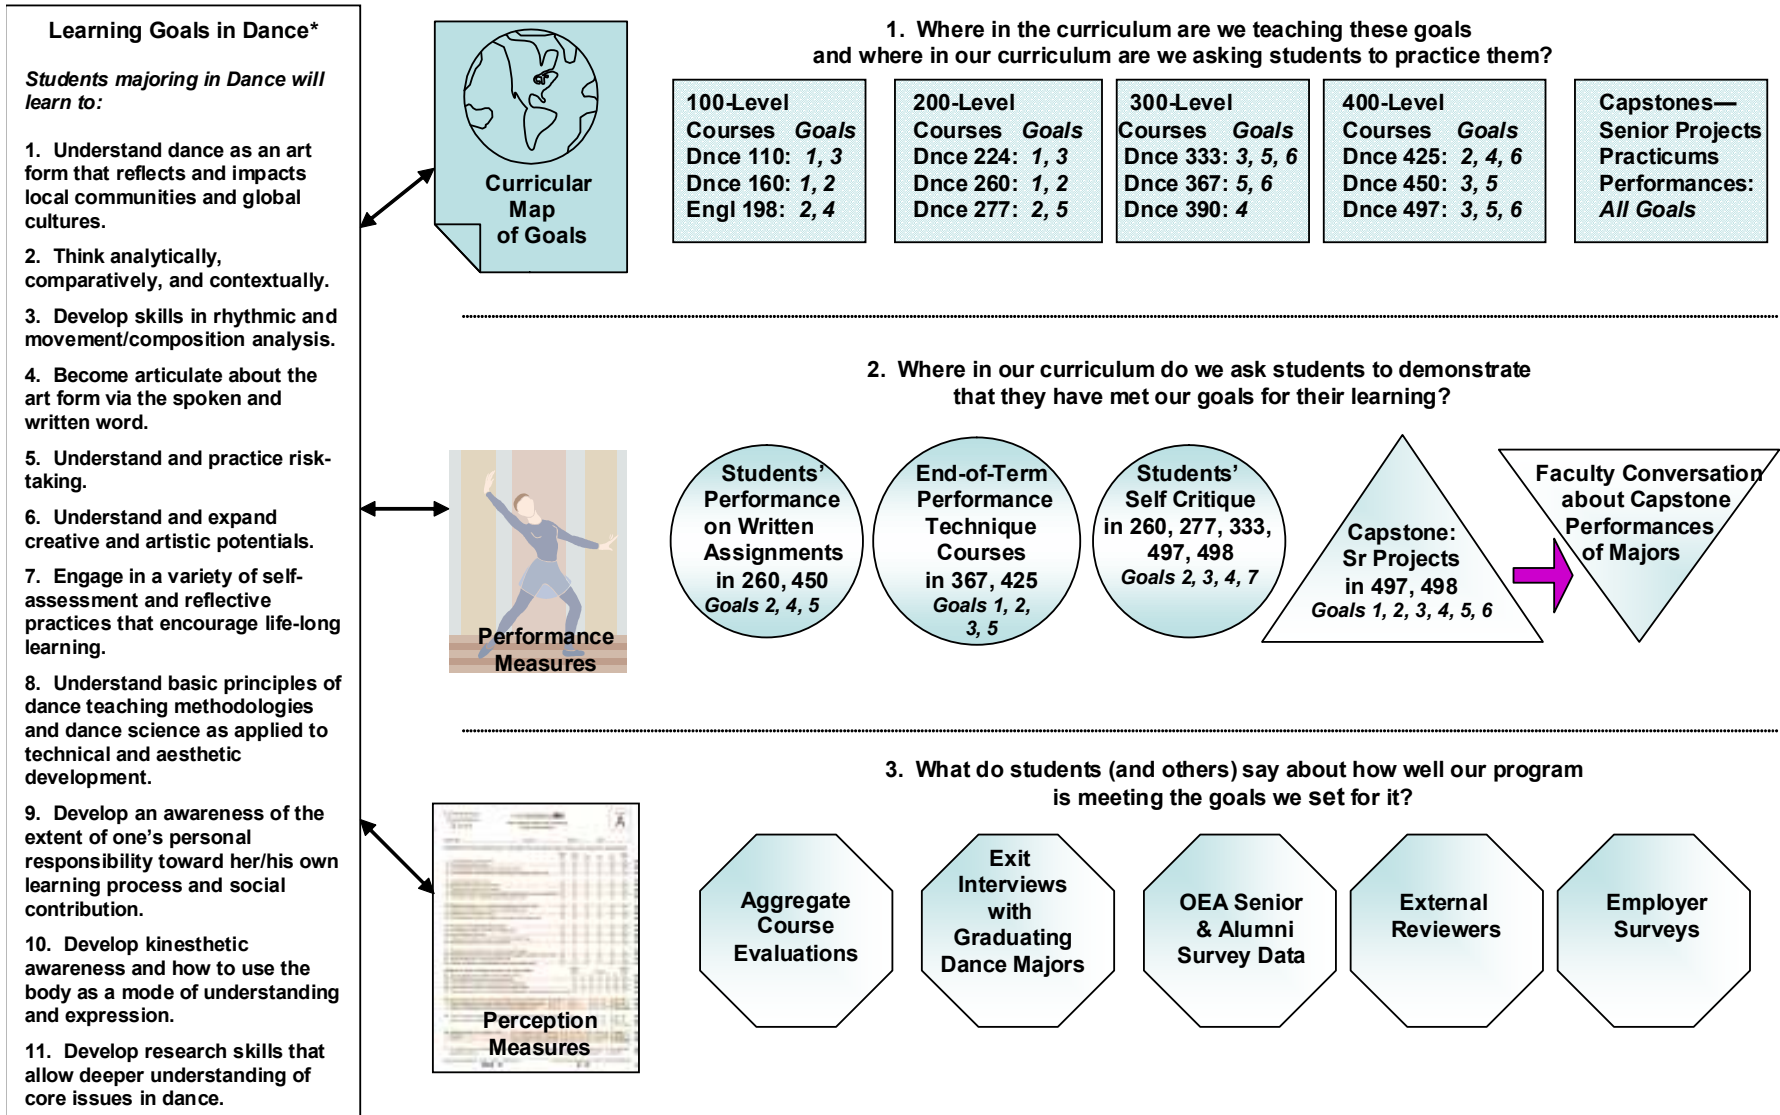 Learning Goals in Dance*
Students majoring in Dance will
learn to:
1. Understand dance as an art
form that reflects and impacts
local communities and global
cultures.
2. Think analytically,
comparatively, and contextually.
3. Develop skills in rhythmic and
movement/composition analysis.
4. Become articulate about the
art form via the spoken and
written word.
5. Understand and practice risk-
taking.
6. Understand and expand
creative and artistic potentials.
7. Engage in a variety of self-
assessment and reflective
practices that encourage life-long
learning.
8. Understand basic principles of
dance teaching methodologies
and dance science as applied to
technical and aesthetic
development.
9. Develop an awareness of the
extent of one's personal
responsibility toward her/his own
learning process and social
contribution.
10. Develop kinesthetic
awareness and how to use the
body as a mode of understanding
and expression.
11. Develop research skills that
allow deeper understanding of
core issues in dance.
Curricular
Map
of Goals
1. Where in the curriculum are we teaching these goals
and where in our curriculum are we asking students to practice them?
100-Level
Courses Goals
Dnce 110: 1, 3
Dnce 160: 1, 2
Engl 198: 2, 4
200-Level
Courses Goals
Dnce 224: 1, 3
Dnce 260: 1, 2
Dnce 277: 2, 5
300-Level
Courses Goals
Dnce 333: 3, 5, 6
Dnce 367: 5, 6
Dnce 390: 4
400-Level
Courses Goals
Dnce 425: 2, 4, 6
Dnce 450: 3, 5
Dnce 497: 3, 5, 6
Capstones—
Senior Projects
Practicums
Performances:
All Goals
Performance
Measures
2. Where in our curriculum do we ask students to demonstrate
that they have met our goals for their learning?
Students'
Performance
on Written
Assignments
in 260, 450
Goals 2, 4, 5
End-of-Term
Performance
Technique
Courses
in 367, 425
Goals 1, 2,
3, 5
Students'
Self Critique
in 260, 277, 333,
497, 498
Goals 2, 3, 4, 7
Capstone:
Sr Projects
in 497, 498
Goals 1, 2, 3, 4, 5, 6
Faculty Conversation
about Capstone
Performances
of Majors
Perception
Measures
3. What do students (and others) say about how well our program
is meeting the goals we set for it?
Aggregate
Course
Evaluations
Exit
Interviews
with
Graduating
Dance Majors
OEA Senior
& Alumni
Survey Data
External
Reviewers
Employer
Surveys